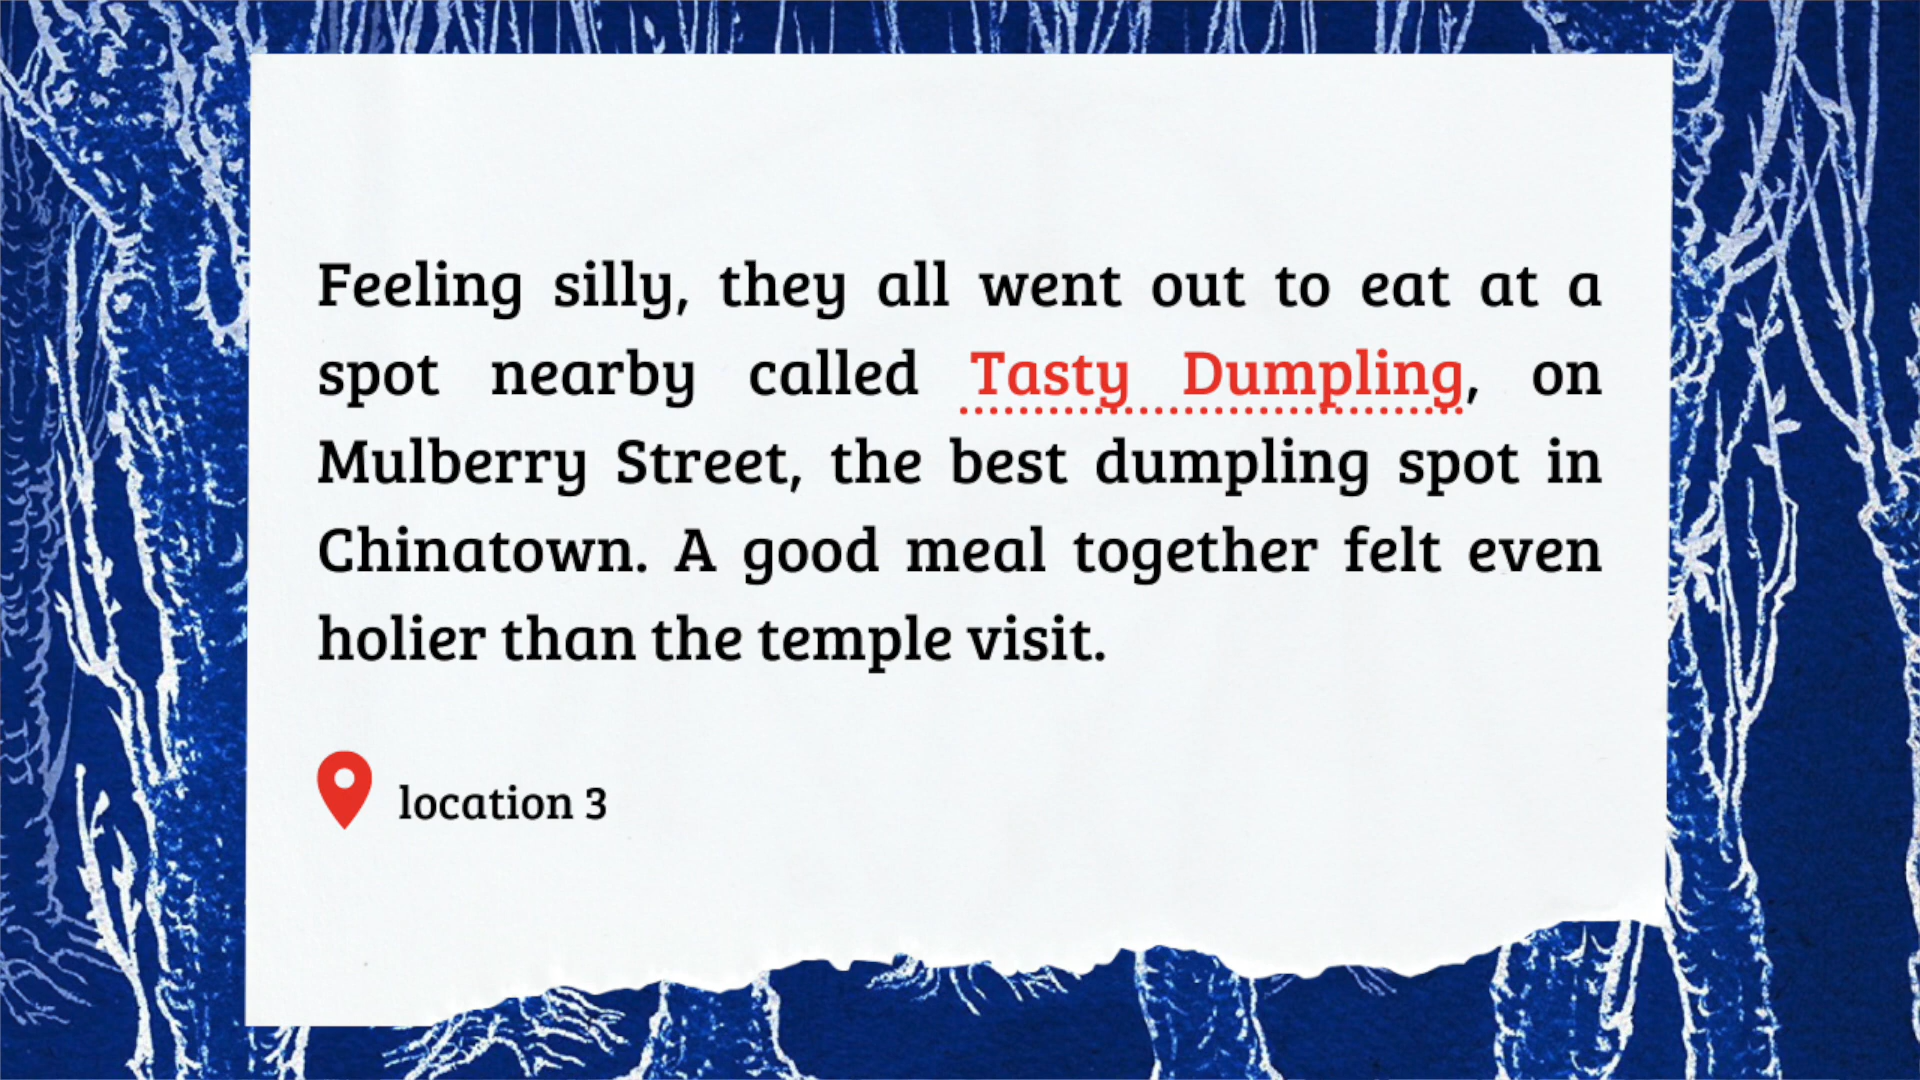 Feeling silly, they all went out to eat at a
spot nearby called Tasty Dumpling, on
Mulberry Street, the best dumpling spot in
Chinatown. A good meal together felt even
holier than the temple visit.
location 3